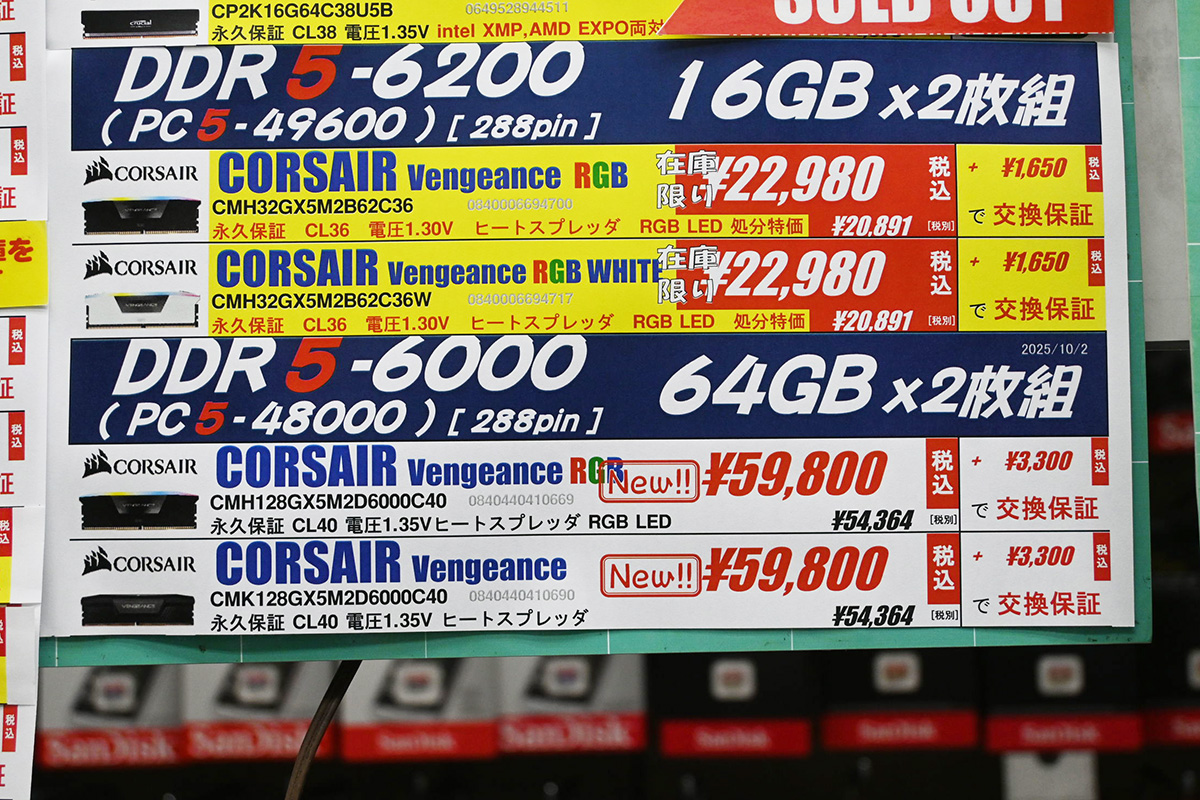 crucial
CP2K16G64C38U5B 0649528944511
永久保証 CL38 電圧1.35V intel XMP,AMD EXPO両対
SOLD OUT
DDR5-6200 16GB x2枚組
(PC5-49600) [288pin]
CORSAIR CORSAIR Vengeance RGB 在庫限り ¥22,980 税込 + ¥1,650 税込
CMH32GX5M2B62C36 0840006694700 で 交換保証
永久保証 CL36 電圧1.30V ヒートスプレッダ RGB LED 処分特価 ¥20,891 [税別]
CORSAIR CORSAIR Vengeance RGB WHITE 在庫限り ¥22,980 税込 + ¥1,650 税込
CMH32GX5M2B62C36W 0840006694717 で 交換保証
永久保証 CL36 電圧1.30V ヒートスプレッダ RGB LED 処分特価 ¥20,891 [税別]
2025/10/2
DDR5-6000 64GB x2枚組
(PC5-48000) [288pin]
CORSAIR CORSAIR Vengeance RGB New!! ¥59,800 税込 + ¥3,300 税込
CMH128GX5M2D6000C40 0840440410669 で 交換保証
永久保証 CL40 電圧1.35V ヒートスプレッダ RGB LED ¥54,364 [税別]
CORSAIR CORSAIR Vengeance New!! ¥59,800 税込 + ¥3,300 税込
CMK128GX5M2D6000C40 0840440410690 で 交換保証
永久保証 CL40 電圧1.35V ヒートスプレッダ ¥54,364 [税別]
SanDisk SanDisk SanDisk SanDisk SanDisk SanDisk SanDisk